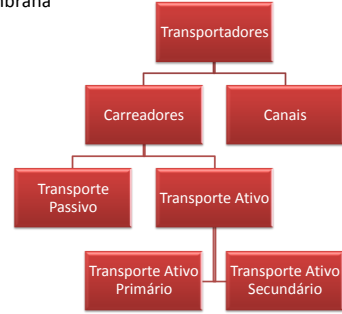 Transportadores
Carreadores
Canais
Transporte
Passivo
Transporte Ativo
Transporte Ativo
Primário
Transporte Ativo
Secundário